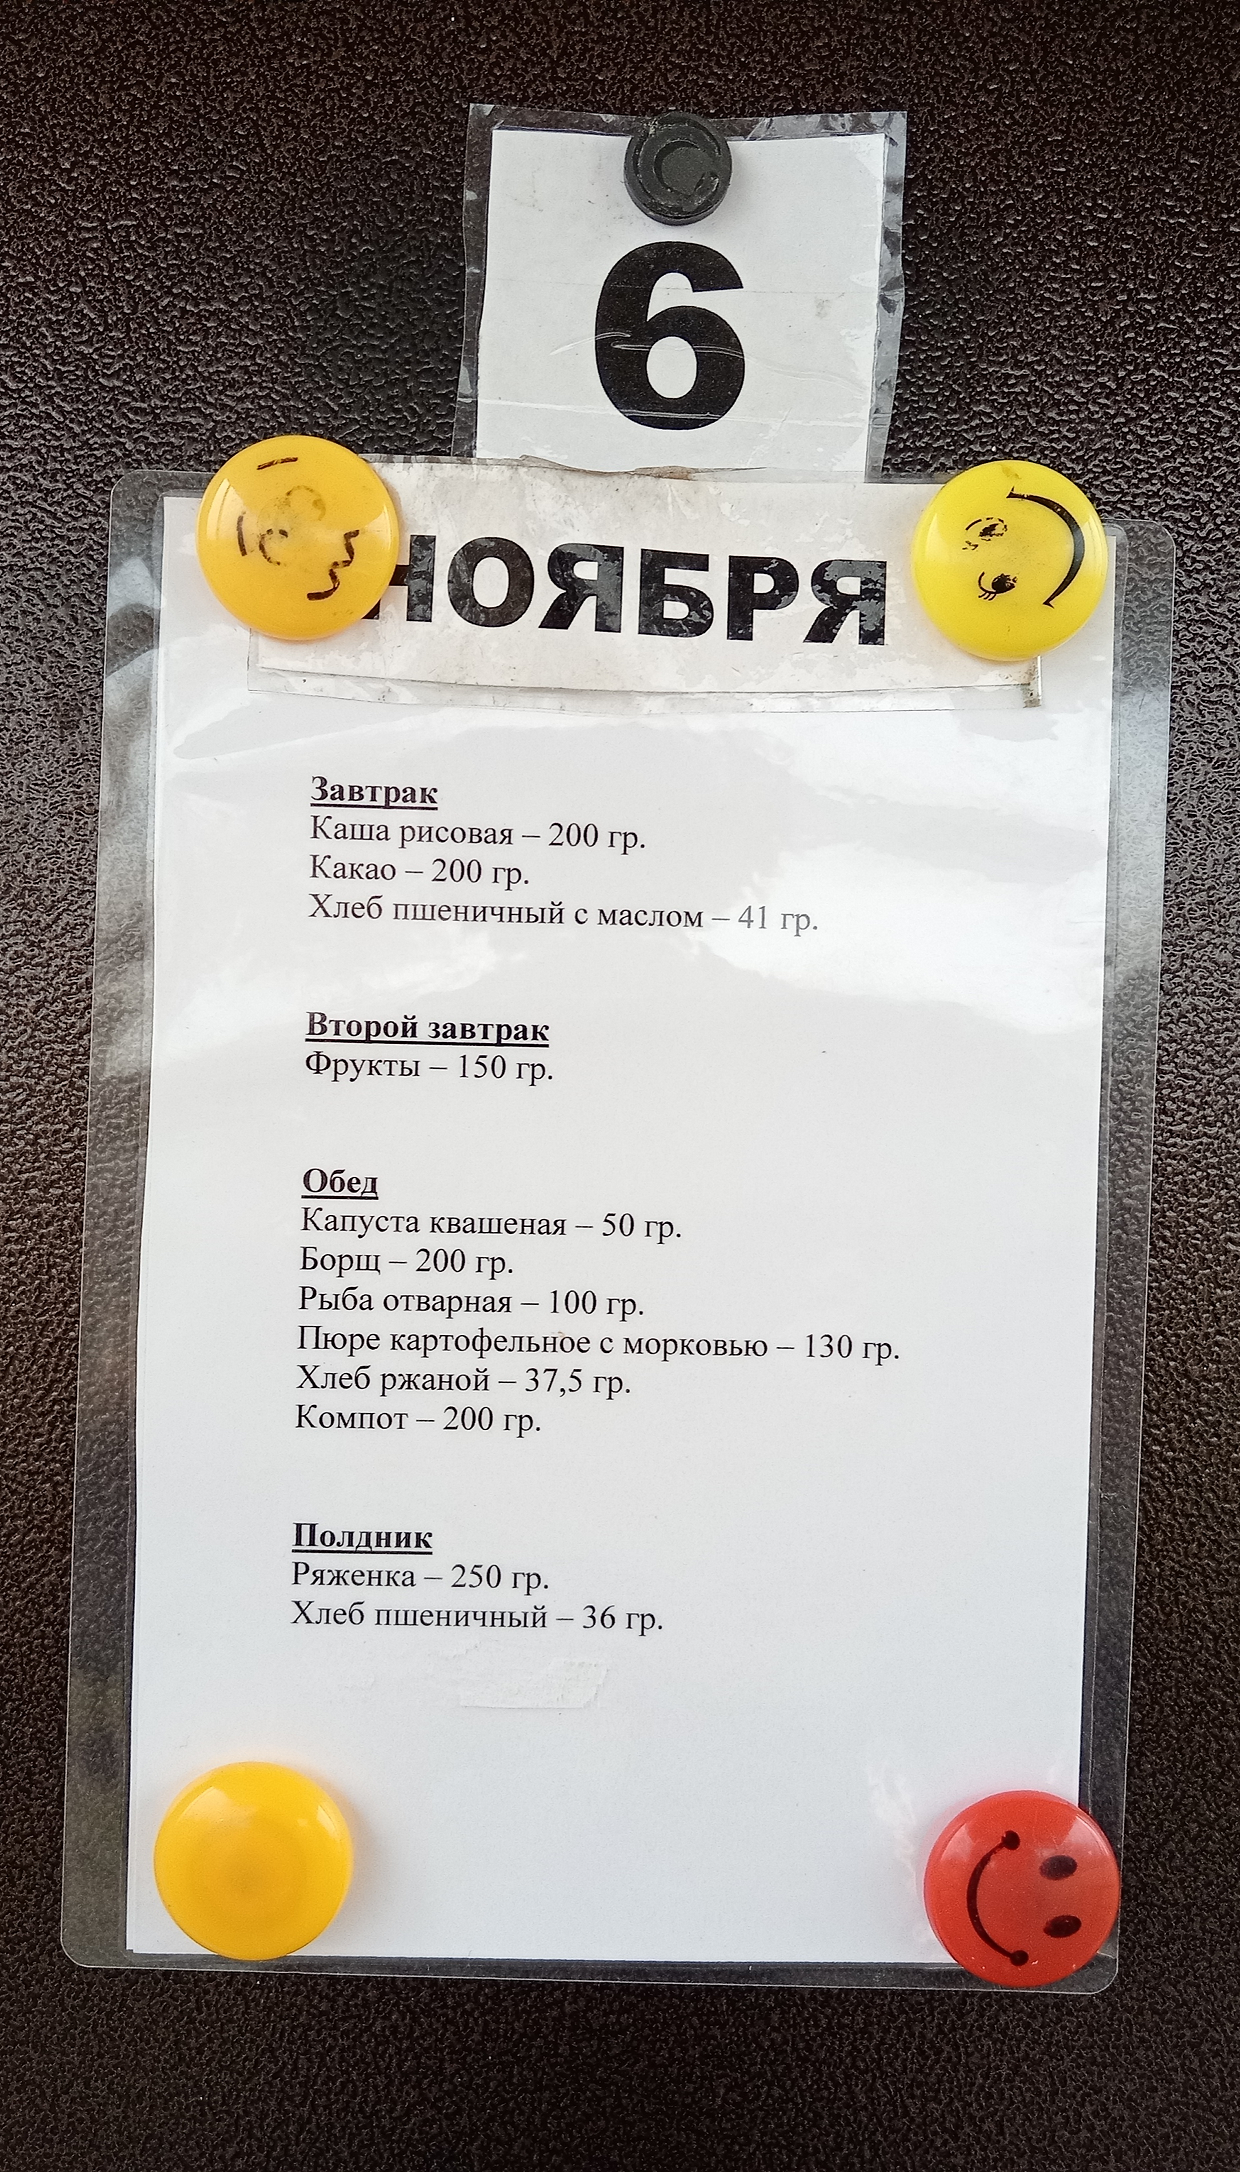 6
НОЯБРЯ
Завтрак
Каша рисовая – 200 гр.
Какао – 200 гр.
Хлеб пшеничный с маслом – 41 гр.
Второй завтрак
Фрукты – 150 гр.
Обед
Капуста квашеная – 50 гр.
Борщ – 200 гр.
Рыба отварная – 100 гр.
Пюре картофельное с морковью – 130 гр.
Хлеб ржаной – 37,5 гр.
Компот – 200 гр.
Полдник
Ряженка – 250 гр.
Хлеб пшеничный – 36 гр.